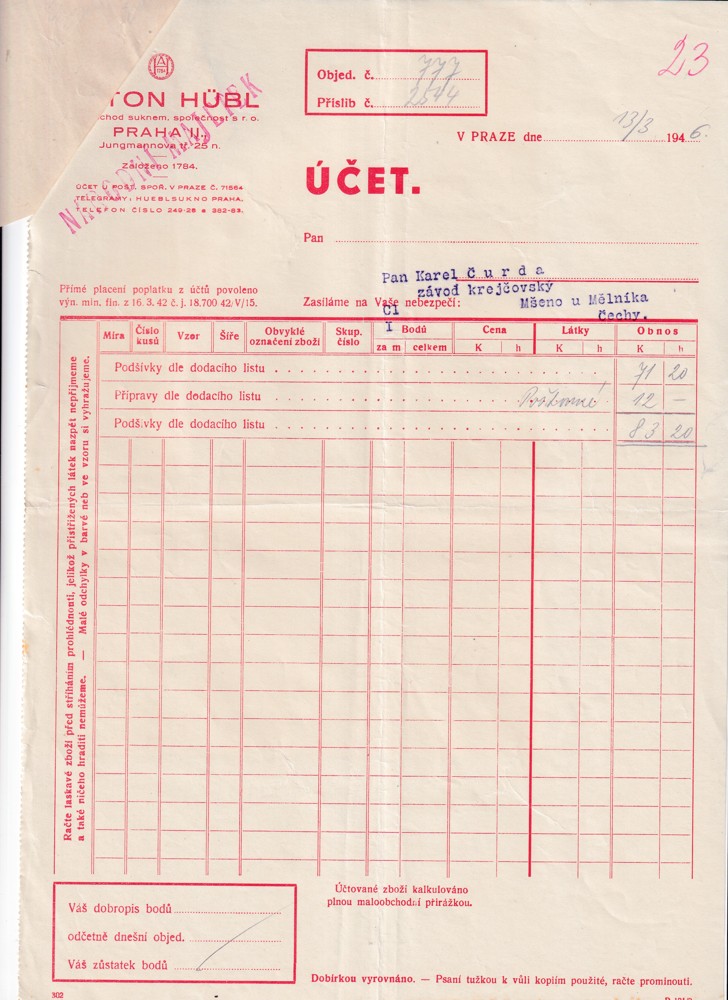 TON HÜBL
chod suknem, společnost s r. o.
PRAHA II.,
Jungmannova tř. 25 n.
Založeno 1784.
ÚČET U POŠT. SPOŘ. V PRAZE Č. 71564
TELEGRAMY: HUEBLSUKNO PRAHA.
TELEFON ČÍSLO 249-28 a 382-63.
NÁRODNÍ MAJETEK
Objed. č. 777
Příslib č. 2544
23
V PRAZE dne 13/3 1946.
ÚČET.
Pan
Pan Karel Č u r d a
závod krejčovský
Mšeno u Mělníka
Čechy.
Přímé placení poplatku z účtů povoleno
výn. min. fin. z 16. 3. 42 č. j. 18.700 42/V/15.
Zasíláme na Vaše nebezpečí:
Míra Číslo kusů Vzor Šíře Obvyklé označení zboží Skup. číslo Bodů Cena Látky Obnos
za m celkem K h K h K h
Podšívky dle dodacího listu 71 20
Přípravy dle dodacího listu 12 —
Podšívky dle dodacího listu 83 20
Račte laskavě zboží před stříháním prohlédnouti, jelikož přistřižených látek nazpět nepřijmeme
a také ničeho hraditi nemůžeme. — Malé odchylky v barvě neb ve vzoru si vyhražujeme.
Váš dobropis bodů
odčetně dnešní objed.
Váš zůstatek bodů
Účtované zboží kalkulováno
plnou maloobchodní přirážkou.
Dobírkou vyrovnáno. — Psaní tužkou k vůli kopiím použité, račte prominouti.
302